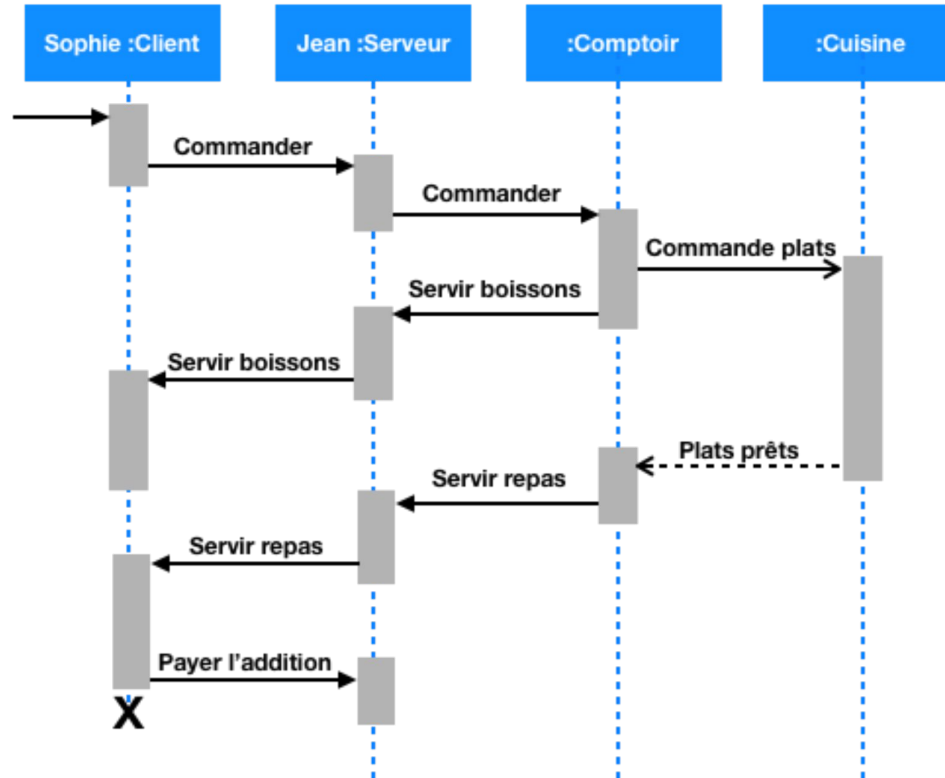 Sophie :Client
Jean :Serveur
:Comptoir
:Cuisine
Commander
Commander
Commande plats
Servir boissons
Servir boissons
Plats prêts
Servir repas
Servir repas
Payer l’addition
X